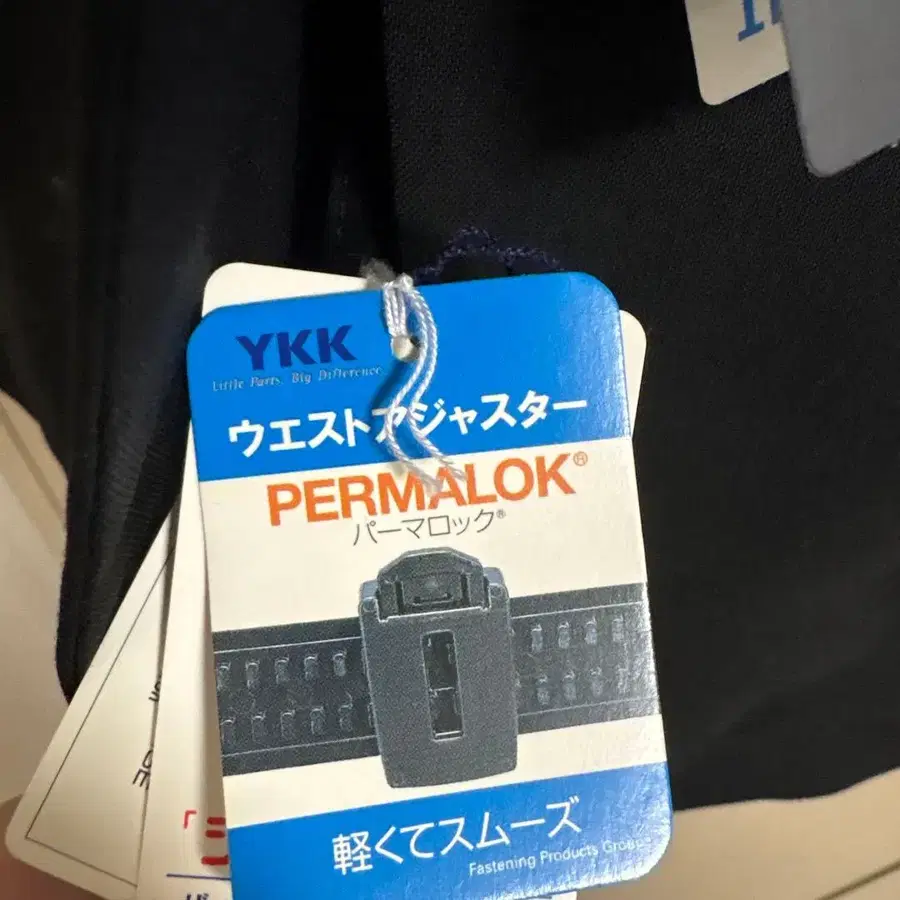 YKK
Little Parts. Big Difference.
ウエストアジャスター
PERMALOK®
パーマロック®
軽くてスムーズ
Fastening Products Group